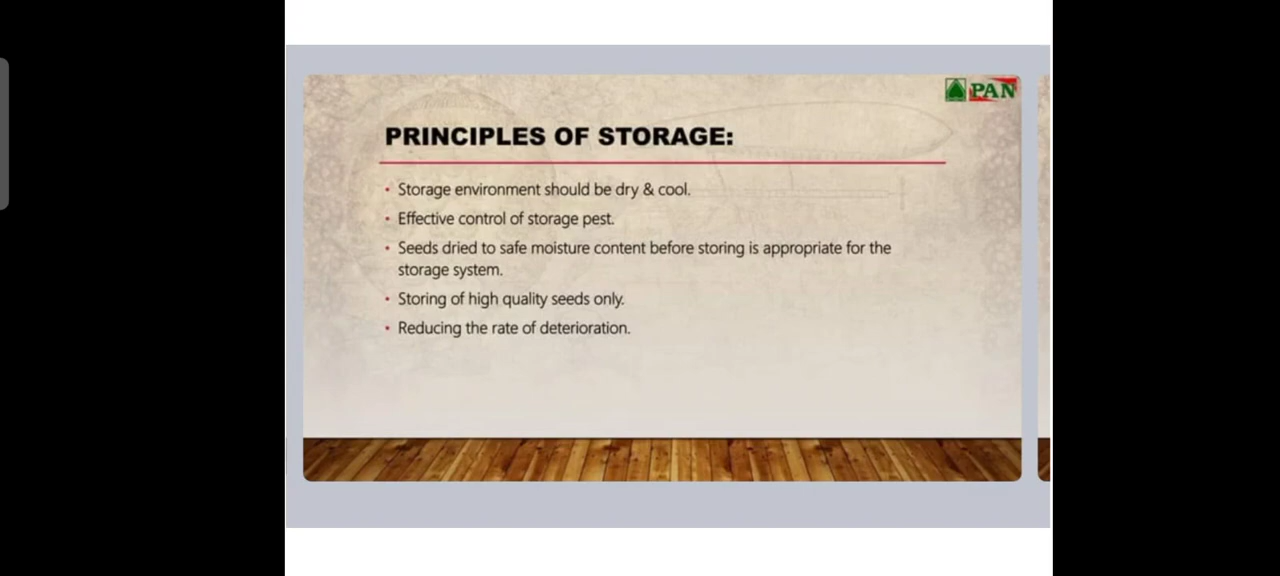 PAN
PRINCIPLES OF STORAGE:
• Storage environment should be dry & cool.
• Effective control of storage pest.
• Seeds dried to safe moisture content before storing is appropriate for the
storage system.
• Storing of high quality seeds only.
• Reducing the rate of deterioration.